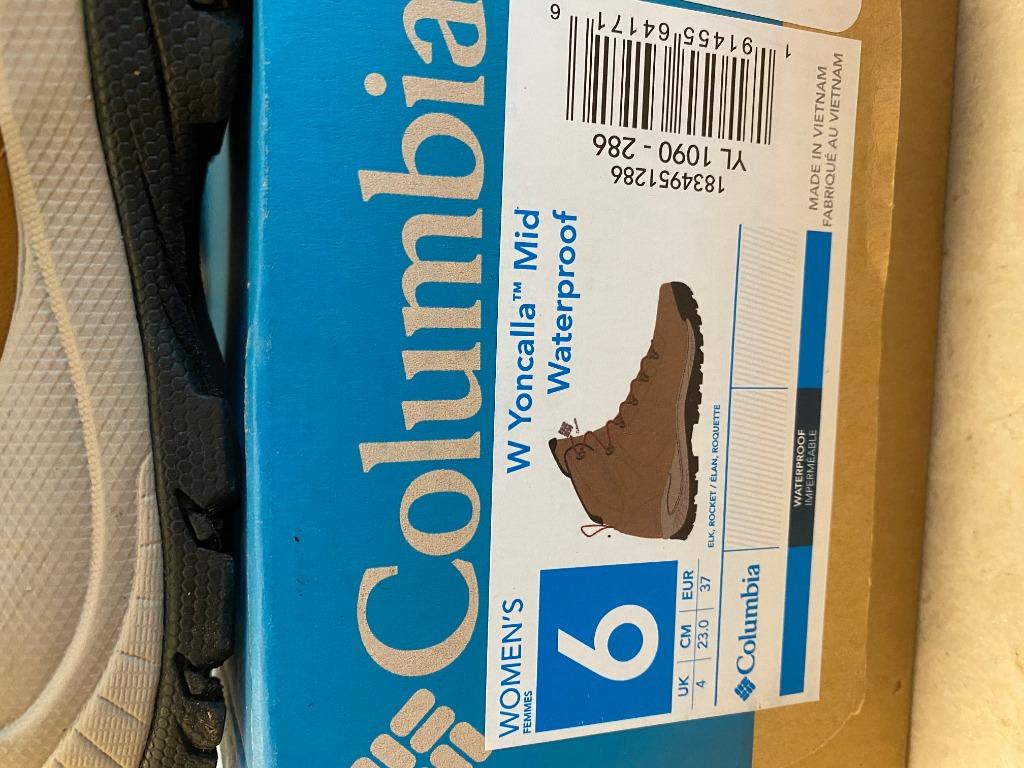 Columbia
W Yoncalla™ Mid
Waterproof
WOMEN'S
FEMMES
6
UK | CM | EUR
4 | 23.0 | 37
ELK, ROCKET / ÉLAN, ROQUETTE
Columbia
WATERPROOF
IMPERMÉABLE
1834951286
YL 1090 - 286
1 91455 64171 9
MADE IN VIETNAM
FABRIQUÉ AU VIETNAM